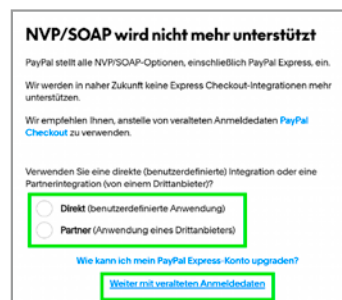 NVP/SOAP wird nicht mehr unterstützt
PayPal stellt alle NVP/SOAP-Optionen, einschließlich PayPal Express, ein.
Wir werden in naher Zukunft keine Express Checkout-Integrationen mehr
unterstützen.
Wir empfehlen Ihnen, anstelle von veralteten Anmeldedaten PayPal
Checkout zu verwenden.
Verwenden Sie eine direkte (benutzerdefinierte) Integration oder eine
Partnerintegration (von einem Drittanbieter)?
Direkt (benutzerdefinierte Anwendung)
Partner (Anwendung eines Drittanbieters)
Wie kann ich mein PayPal Express-Konto upgraden?
Weiter mit veralteten Anmeldedaten